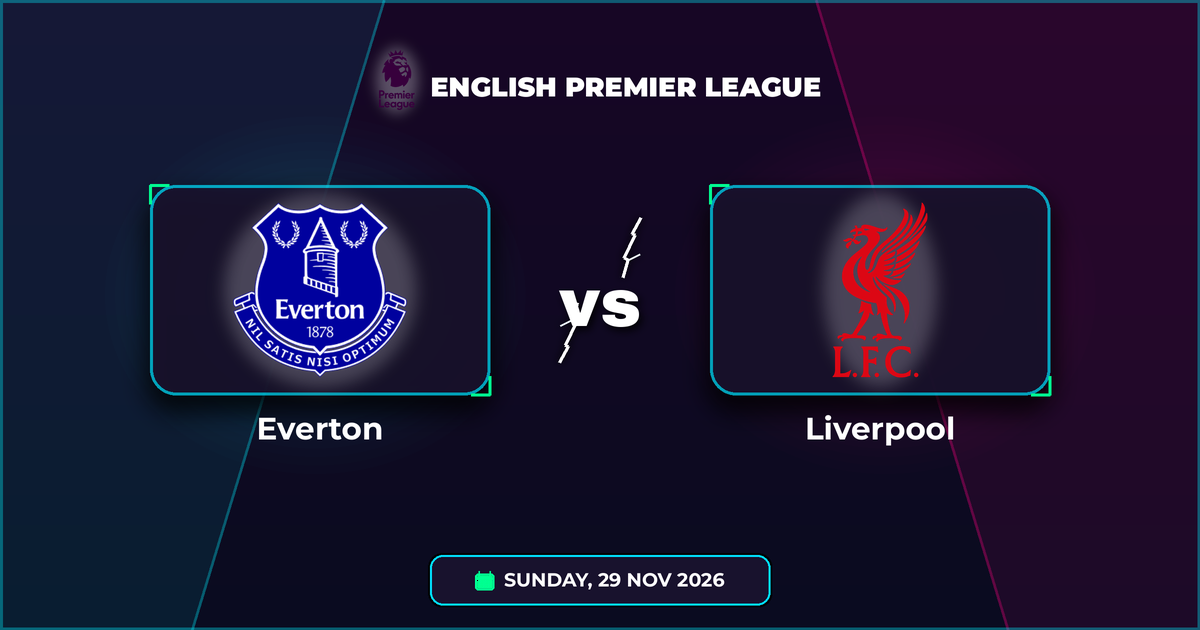 Premier
League
ENGLISH PREMIER LEAGUE
Everton
1878
NIL SATIS NISI OPTIMUM
VS
L.F.C.
Everton
Liverpool
SUNDAY, 29 NOV 2026